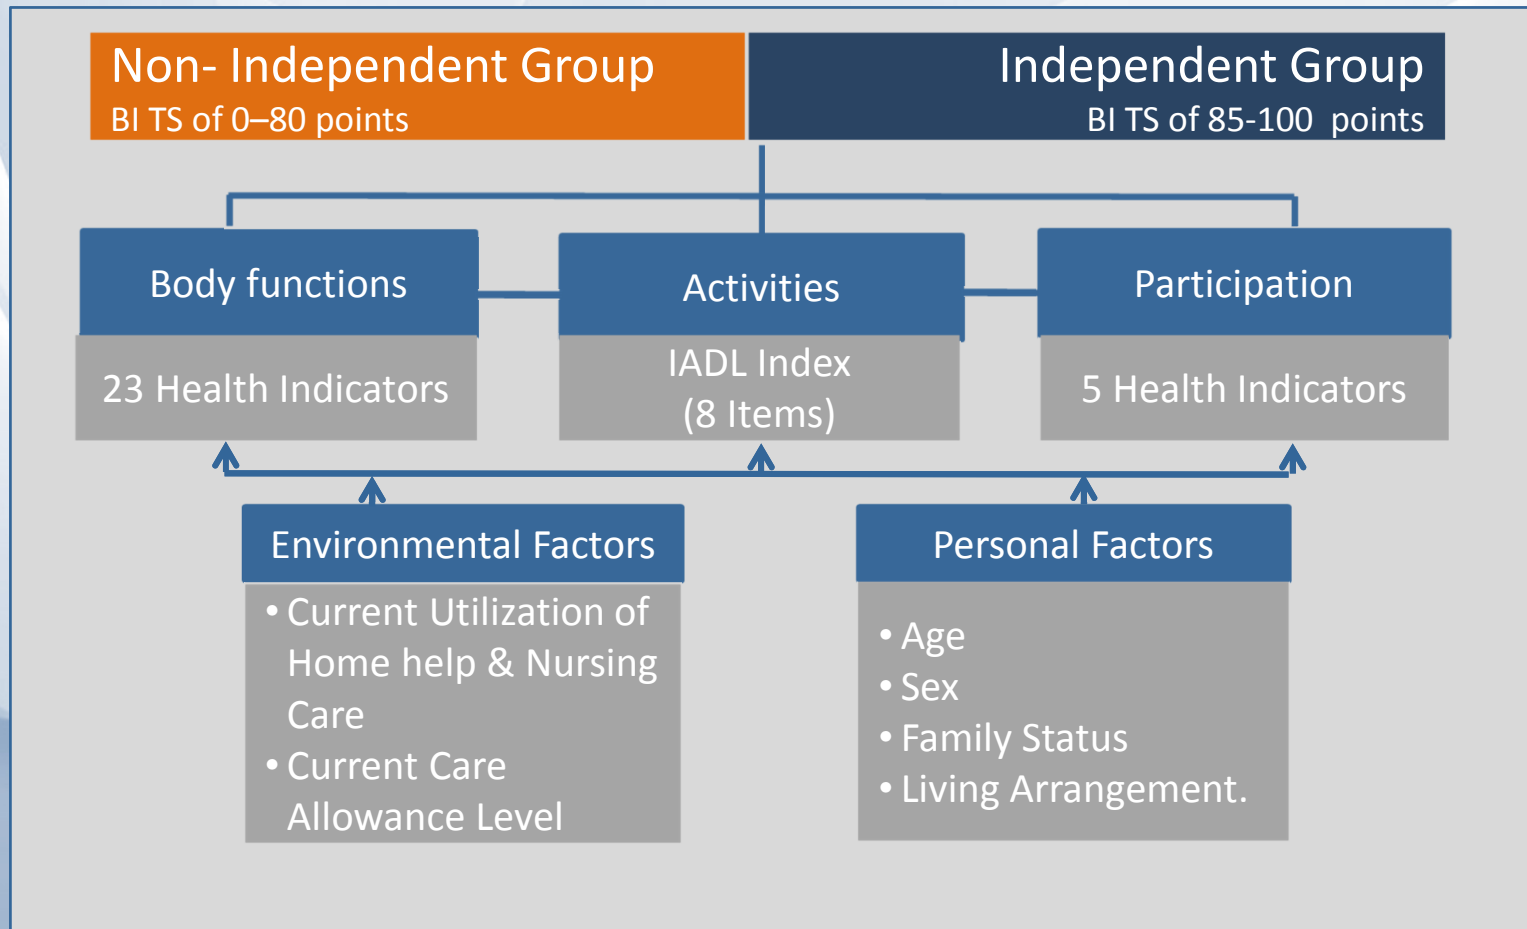 Non- Independent Group
BI TS of 0–80 points
Independent Group
BI TS of 85-100 points
Body functions
23 Health Indicators
Activities
IADL Index
(8 Items)
Participation
5 Health Indicators
Environmental Factors
• Current Utilization of
Home help & Nursing
Care
• Current Care
Allowance Level
Personal Factors
• Age
• Sex
• Family Status
• Living Arrangement.